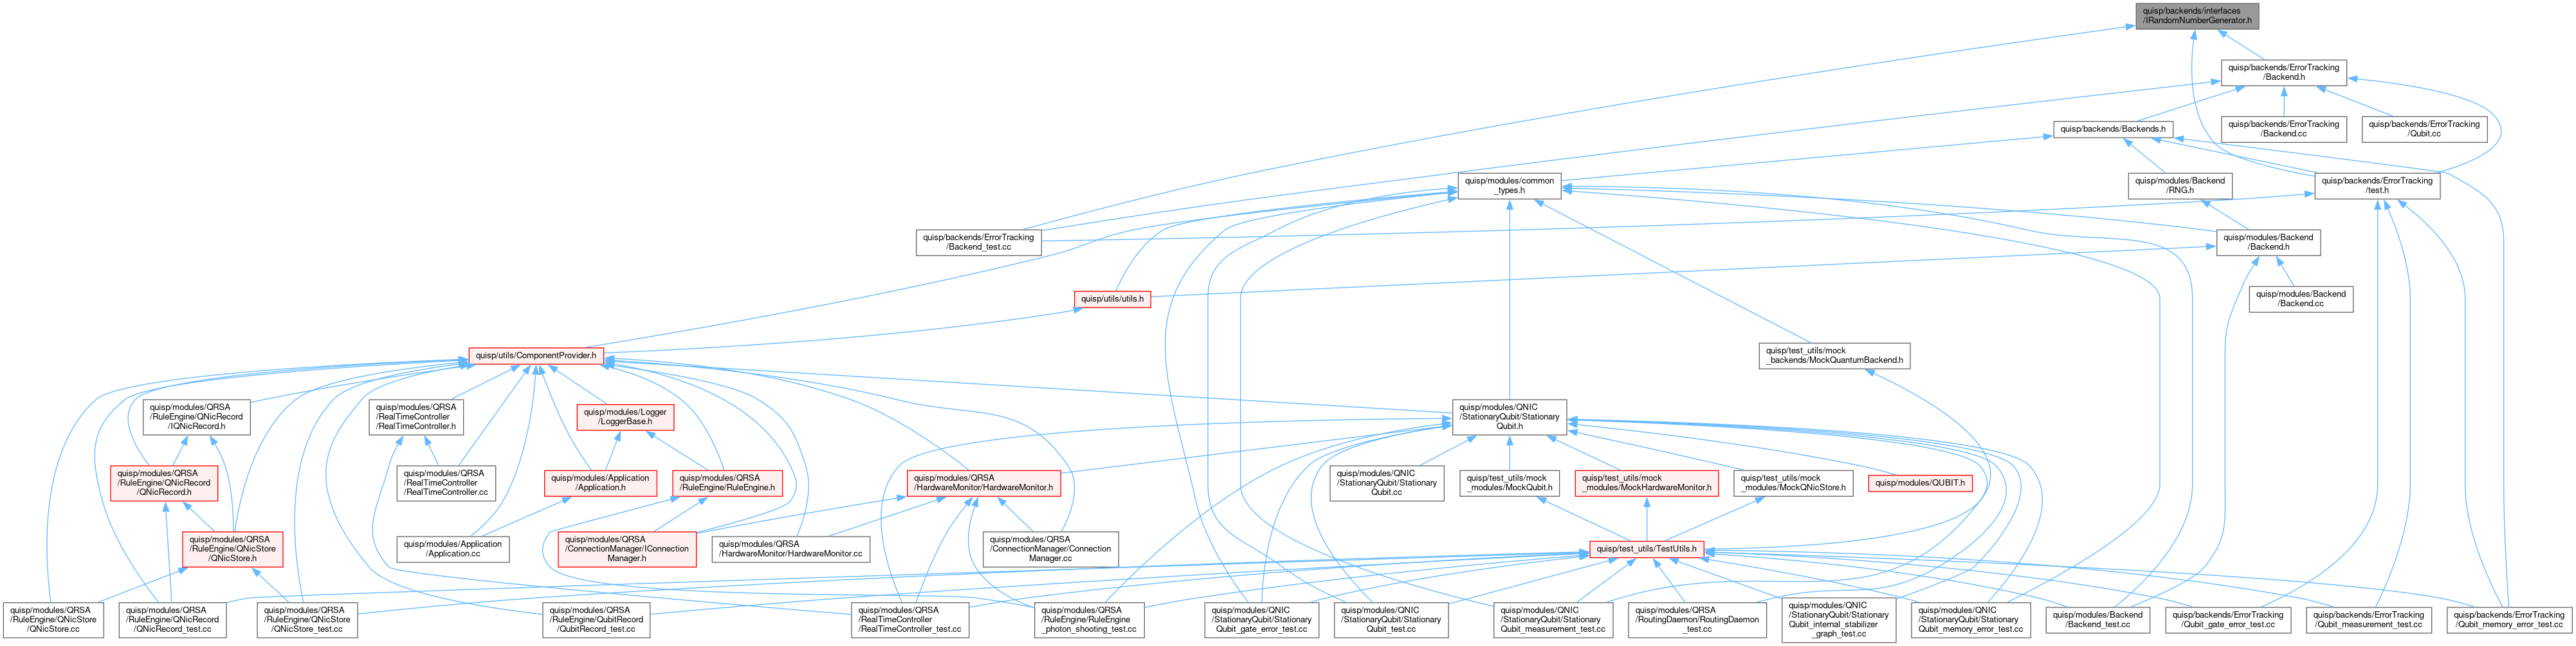 quisp/backends/interfaces
/IRandomNumberGenerator.h
quisp/backends/ErrorTracking
/Backend.h
quisp/backends/Backends.h
quisp/backends/ErrorTracking
/Backend.cc
quisp/backends/ErrorTracking
/Qubit.cc
quisp/modules/common
_types.h
quisp/modules/Backend
/RNG.h
quisp/backends/ErrorTracking
/test.h
quisp/backends/ErrorTracking
/Backend_test.cc
quisp/modules/Backend
/Backend.h
quisp/utils/utils.h
quisp/modules/Backend
/Backend.cc
quisp/utils/ComponentProvider.h
quisp/test_utils/mock
_backends/MockQuantumBackend.h
quisp/modules/QRSA
/RuleEngine/QNicRecord
/IQNicRecord.h
quisp/modules/QRSA
/RealTimeController
/RealTimeController.h
quisp/modules/Logger
/LoggerBase.h
quisp/modules/QNIC
/StationaryQubit/Stationary
Qubit.h
quisp/modules/QRSA
/RuleEngine/QNicRecord
/QNicRecord.h
quisp/modules/QRSA
/RealTimeController
/RealTimeController.cc
quisp/modules/Application
/Application.h
quisp/modules/QRSA
/RuleEngine/RuleEngine.h
quisp/modules/QRSA
/HardwareMonitor/HardwareMonitor.h
quisp/modules/QNIC
/StationaryQubit/Stationary
Qubit.cc
quisp/test_utils/mock
_modules/MockQubit.h
quisp/test_utils/mock
_modules/MockHardwareMonitor.h
quisp/test_utils/mock
_modules/MockQNicStore.h
quisp/modules/QUBIT.h
quisp/modules/QRSA
/RuleEngine/QNicStore
/QNicStore.h
quisp/modules/Application
/Application.cc
quisp/modules/QRSA
/ConnectionManager/IConnection
Manager.h
quisp/modules/QRSA
/HardwareMonitor/HardwareMonitor.cc
quisp/modules/QRSA
/ConnectionManager/Connection
Manager.cc
quisp/test_utils/TestUtils.h
quisp/modules/QRSA
/RuleEngine/QNicStore
/QNicStore.cc
quisp/modules/QRSA
/RuleEngine/QNicRecord
/QNicRecord_test.cc
quisp/modules/QRSA
/RuleEngine/QNicStore
/QNicStore_test.cc
quisp/modules/QRSA
/RuleEngine/QubitRecord
/QubitRecord_test.cc
quisp/modules/QRSA
/RealTimeController
/RealTimeController_test.cc
quisp/modules/QRSA
/RuleEngine/RuleEngine
_photon_shooting_test.cc
quisp/modules/QNIC
/StationaryQubit/Stationary
Qubit_gate_error_test.cc
quisp/modules/QNIC
/StationaryQubit/Stationary
Qubit_test.cc
quisp/modules/QNIC
/StationaryQubit/Stationary
Qubit_measurement_test.cc
quisp/modules/QRSA
/RoutingDaemon/RoutingDaemon
_test.cc
quisp/modules/QNIC
/StationaryQubit/Stationary
Qubit_internal_stabilizer
_graph_test.cc
quisp/modules/QNIC
/StationaryQubit/Stationary
Qubit_memory_error_test.cc
quisp/modules/Backend
/Backend_test.cc
quisp/backends/ErrorTracking
/Qubit_gate_error_test.cc
quisp/backends/ErrorTracking
/Qubit_measurement_test.cc
quisp/backends/ErrorTracking
/Qubit_memory_error_test.cc